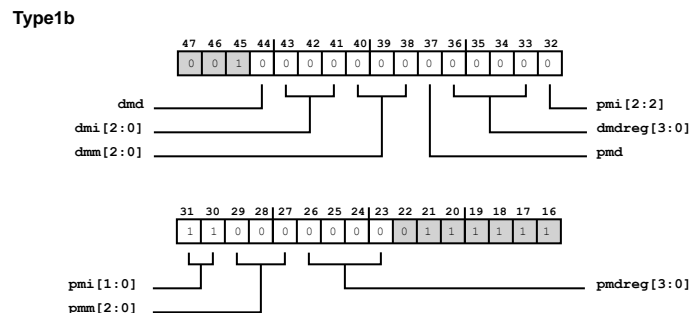 Type1b
47 46 45 44 43 42 41 40 39 38 37 36 35 34 33 32
0 0 1 0 0 0 0 0 0 0 0 0 0 0 0 0
dmd pmi[2:2]
dmi[2:0] dmdreg[3:0]
dmm[2:0] pmd
31 30 29 28 27 26 25 24 23 22 21 20 19 18 17 16
1 1 0 0 0 0 0 0 0 0 1 1 1 1 1 1
pmi[1:0] pmdreg[3:0]
pmm[2:0]